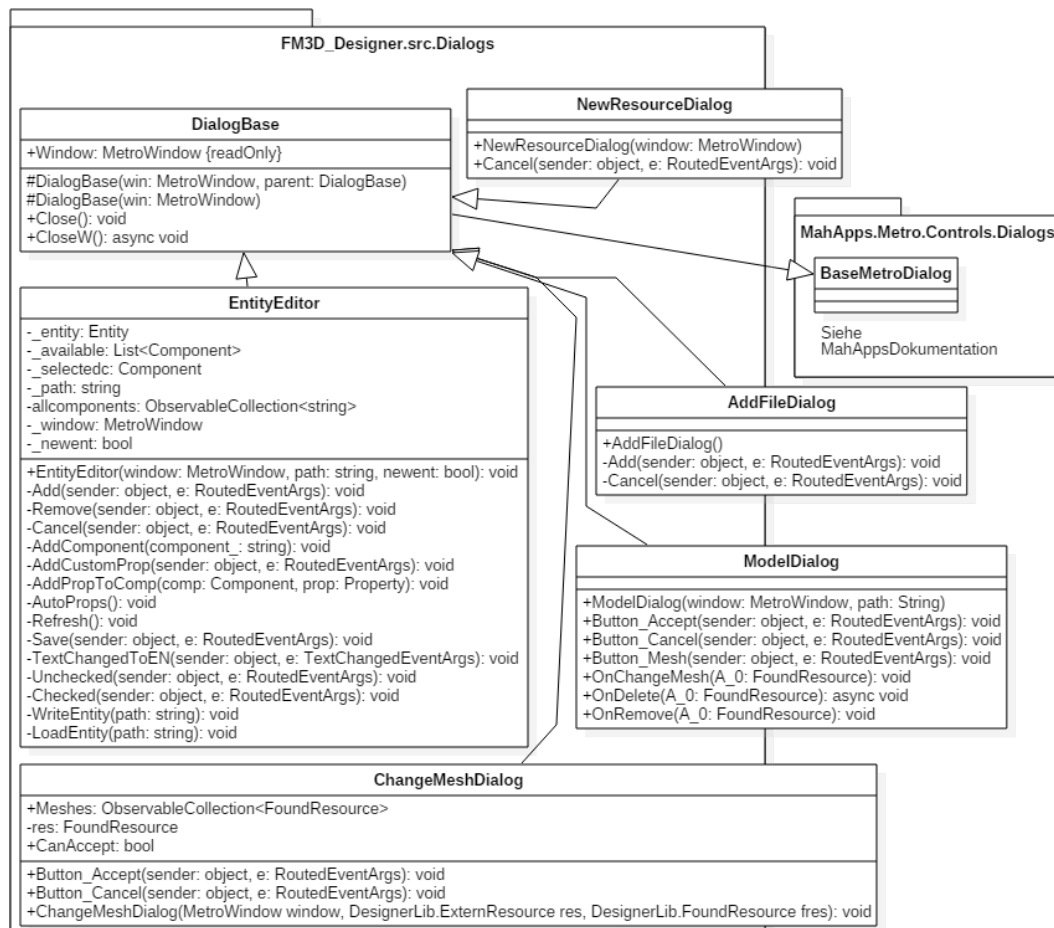 FM3D_Designer.src.Dialogs
DialogBase
+Window: MetroWindow {readOnly}
#DialogBase(win: MetroWindow, parent: DialogBase)
#DialogBase(win: MetroWindow)
+Close(): void
+CloseW(): async void
NewResourceDialog
+NewResourceDialog(window: MetroWindow)
+Cancel(sender: object, e: RoutedEventArgs): void
MahApps.Metro.Controls.Dialogs
BaseMetroDialog
Siehe
MahAppsDokumentation
EntityEditor
-_entity: Entity
-_available: List<Component>
-_selectedc: Component
-_path: string
-allcomponents: ObservableCollection<string>
-_window: MetroWindow
-_newent: bool
+EntityEditor(window: MetroWindow, path: string, newent: bool): void
-Add(sender: object, e: RoutedEventArgs): void
-Remove(sender: object, e: RoutedEventArgs): void
-Cancel(sender: object, e: RoutedEventArgs): void
-AddComponent(component_: string): void
-AddCustomProp(sender: object, e: RoutedEventArgs): void
-AddPropToComp(comp: Component, prop: Property): void
-AutoProps(): void
-Refresh(): void
-Save(sender: object, e: RoutedEventArgs): void
-TextChangedToEN(sender: object, e: TextChangedEventArgs): void
-Unchecked(sender: object, e: RoutedEventArgs): void
-Checked(sender: object, e: RoutedEventArgs): void
-WriteEntity(path: string): void
-LoadEntity(path: string): void
AddFileDialog
+AddFileDialog()
-Add(sender: object, e: RoutedEventArgs): void
-Cancel(sender: object, e: RoutedEventArgs): void
ModelDialog
+ModelDialog(window: MetroWindow, path: String)
+Button_Accept(sender: object, e: RoutedEventArgs): void
+Button_Cancel(sender: object, e: RoutedEventArgs): void
+Button_Mesh(sender: object, e: RoutedEventArgs): void
+OnChangeMesh(A_0: FoundResource): void
+OnDelete(A_0: FoundResource): async void
+OnRemove(A_0: FoundResource): void
ChangeMeshDialog
+Meshes: ObservableCollection<FoundResource>
-res: FoundResource
+CanAccept: bool
+Button_Accept(sender: object, e: RoutedEventArgs): void
+Button_Cancel(sender: object, e: RoutedEventArgs): void
+ChangeMeshDialog(MetroWindow window, DesignerLib.ExternResource res, DesignerLib.FoundResource fres): void